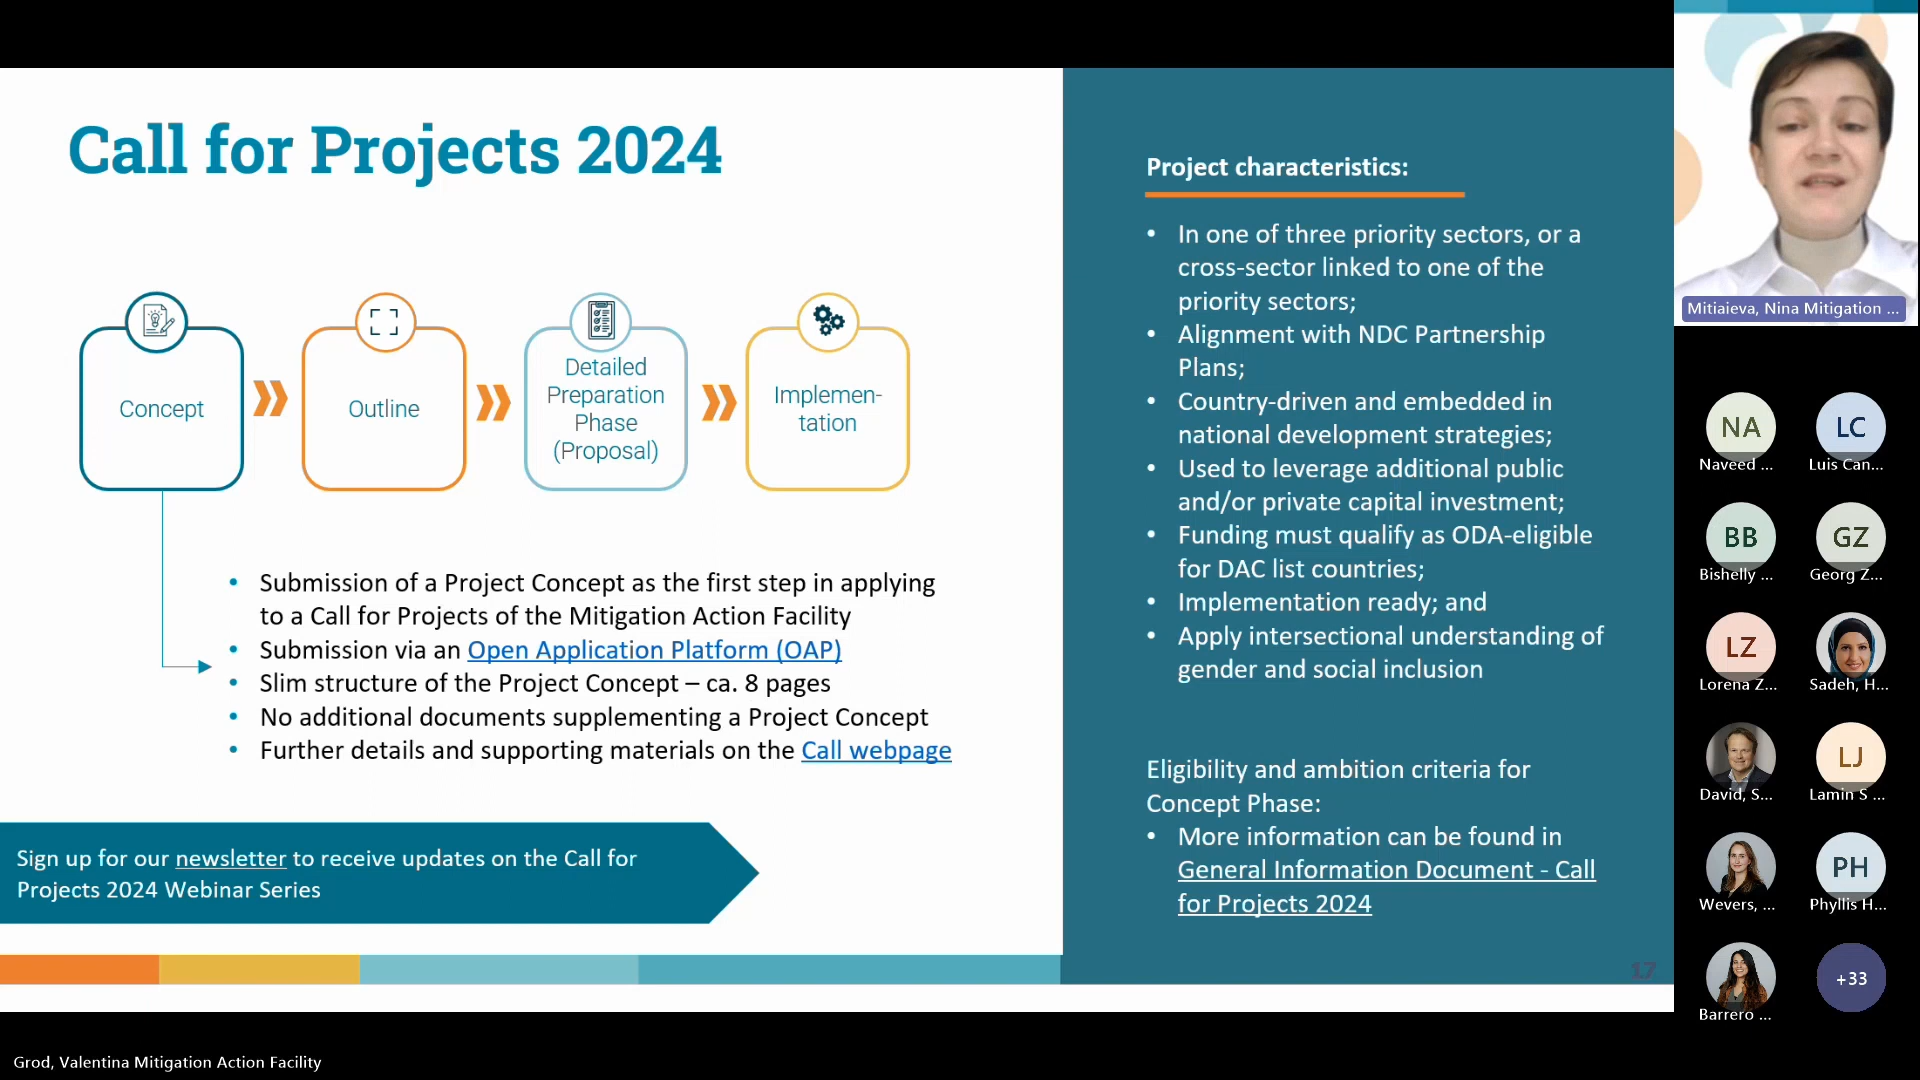 Call for Projects 2024
Concept
Outline
Detailed
Preparation
Phase
(Proposal)
Implemen-
tation
• Submission of a Project Concept as the first step in applying
to a Call for Projects of the Mitigation Action Facility
• Submission via an Open Application Platform (OAP)
• Slim structure of the Project Concept – ca. 8 pages
• No additional documents supplementing a Project Concept
• Further details and supporting materials on the Call webpage
Sign up for our newsletter to receive updates on the Call for
Projects 2024 Webinar Series
Project characteristics:
• In one of three priority sectors, or a
cross-sector linked to one of the
priority sectors;
• Alignment with NDC Partnership
Plans;
• Country-driven and embedded in
national development strategies;
• Used to leverage additional public
and/or private capital investment;
• Funding must qualify as ODA-eligible
for DAC list countries;
• Implementation ready; and
• Apply intersectional understanding of
gender and social inclusion
Eligibility and ambition criteria for
Concept Phase:
• More information can be found in
General Information Document - Call
for Projects 2024
17
Mitiaieva, Nina Mitigation ...
NA
Naveed ...
LC
Luis Can...
BB
Bishelly ...
GZ
Georg Z...
LZ
Lorena Z...
Sadeh, H...
David, S...
LJ
Lamin S ...
Wevers, ...
PH
Phyllis H...
Barrero ...
+33
Grod, Valentina Mitigation Action Facility